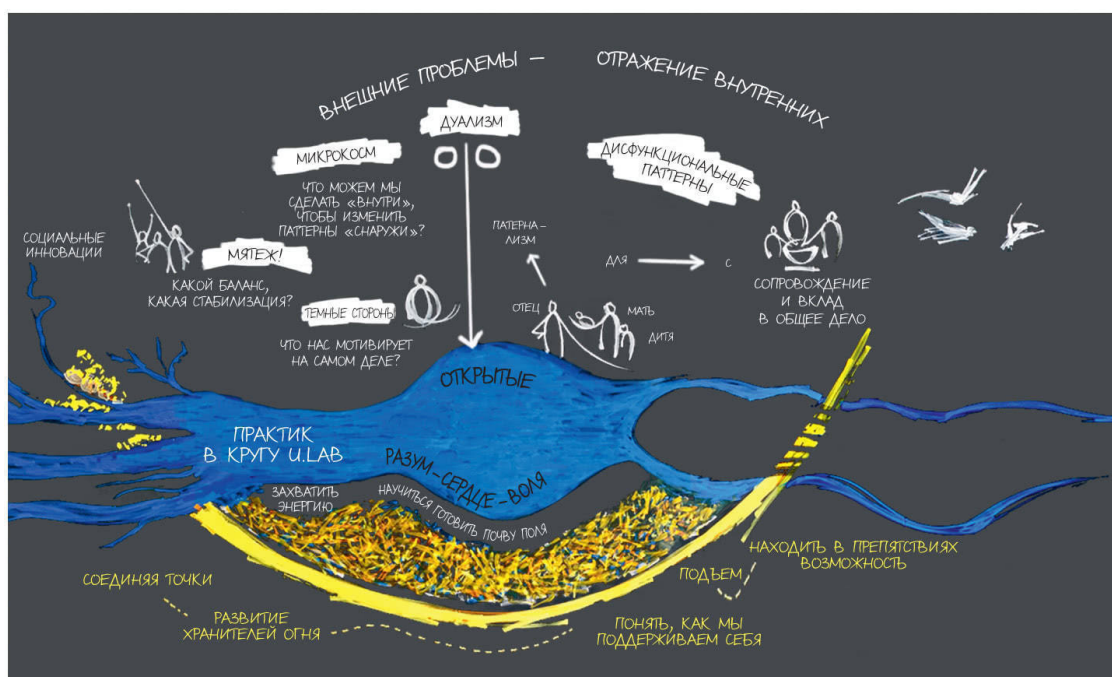 ВНЕШНИЕ ПРОБЛЕМЫ –
ОТРАЖЕНИЕ ВНУТРЕННИХ
ДУАЛИЗМ
МИКРОКОСМ
ЧТО МОЖЕМ МЫ
СДЕЛАТЬ «ВНУТРИ»,
ЧТОБЫ ИЗМЕНИТЬ
ПАТТЕРНЫ «СНАРУЖИ»?
ДИСФУНКЦИОНАЛЬНЫЕ
ПАТТЕРНЫ
СОЦИАЛЬНЫЕ
ИННОВАЦИИ
МЯТЕЖ!
КАКОЙ БАЛАНС,
КАКАЯ СТАБИЛИЗАЦИЯ?
ПАТЕРНА-
ЛИЗМ
ДЛЯ
С
СОПРОВОЖДЕНИЕ
И ВКЛАД
В ОБЩЕЕ ДЕЛО
ТЕМНЫЕ СТОРОНЫ
ЧТО НАС МОТИВИРУЕТ
НА САМОМ ДЕЛЕ?
ОТЕЦ
МАТЬ
ДИТЯ
ОТКРЫТЫЕ
РАЗУМ–СЕРДЦЕ–ВОЛЯ
ПРАКТИК
В КРУГУ U.LAB
ЗАХВАТИТЬ
ЭНЕРГИЮ
НАУЧИТЬСЯ ГОТОВИТЬ ПОЧВУ ПОЛЯ
СОЕДИНЯЯ ТОЧКИ
РАЗВИТИЕ
ХРАНИТЕЛЕЙ ОГНЯ
ПОНЯТЬ, КАК МЫ
ПОДДЕРЖИВАЕМ СЕБЯ
ПОДЪЕМ
НАХОДИТЬ В ПРЕПЯТСТВИЯХ
ВОЗМОЖНОСТЬ